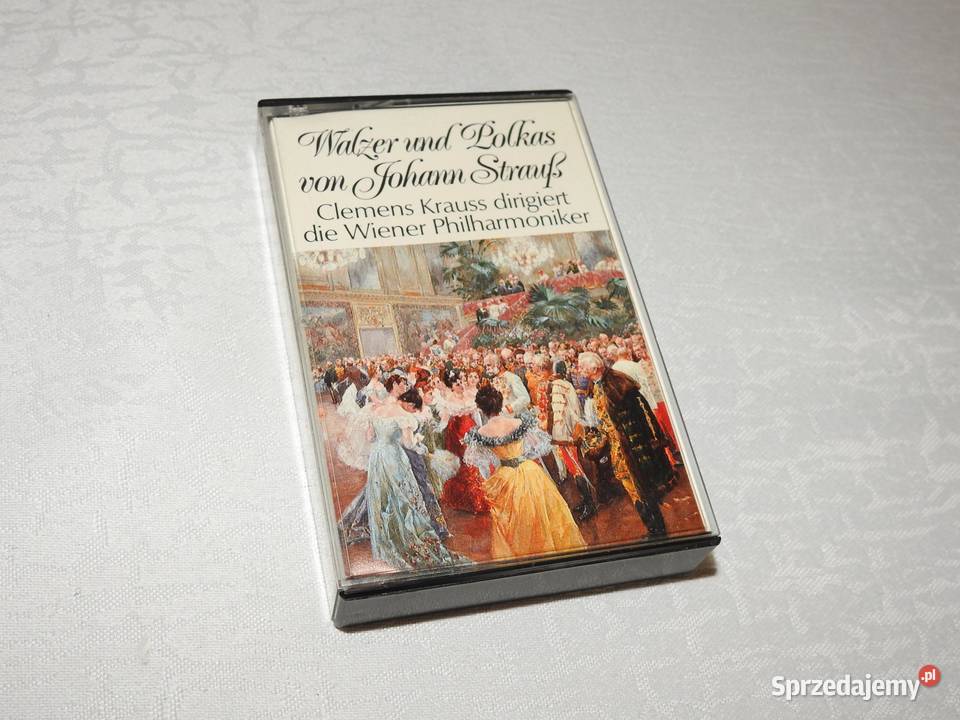 Walzer und Polkas
von Johann Strauß
Clemens Krauss dirigiert
die Wiener Philharmoniker
Sprzedajemy.pl